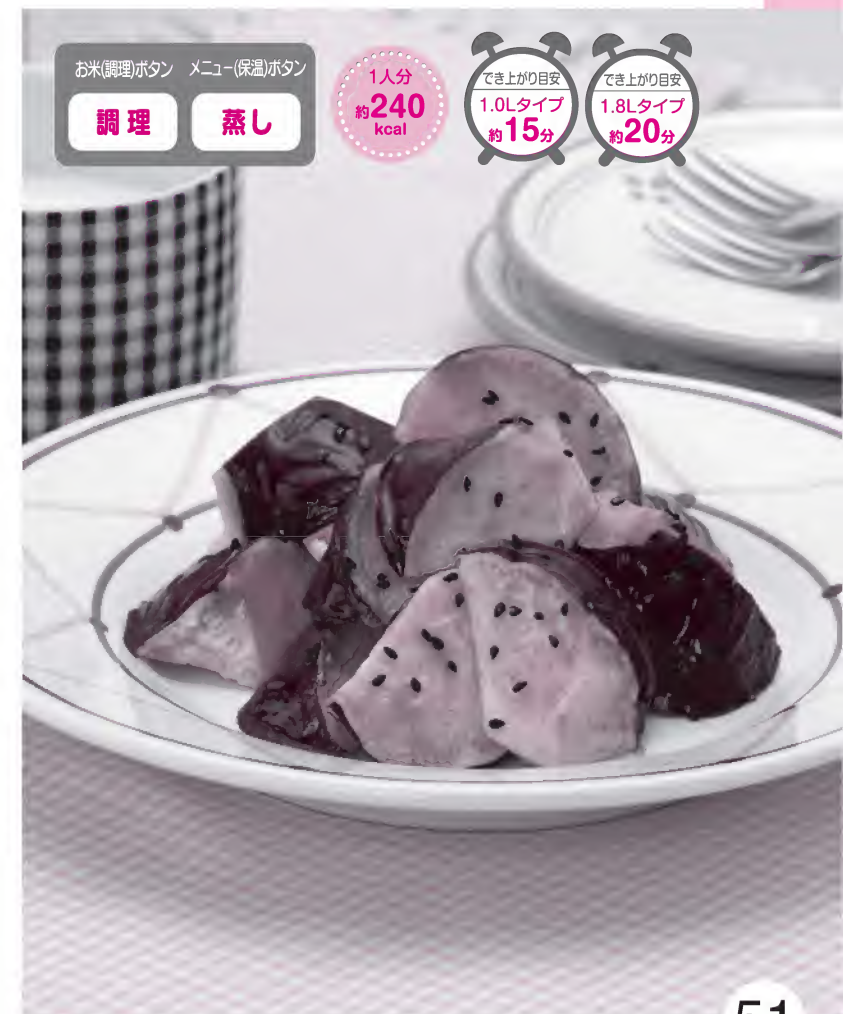 お米(調理)ボタン メニュー(保温)ボタン
調理 蒸し
1人分
約240
kcal
でき上がり目安
1.0Lタイプ
約15分
でき上がり目安
1.8Lタイプ
約20分
51